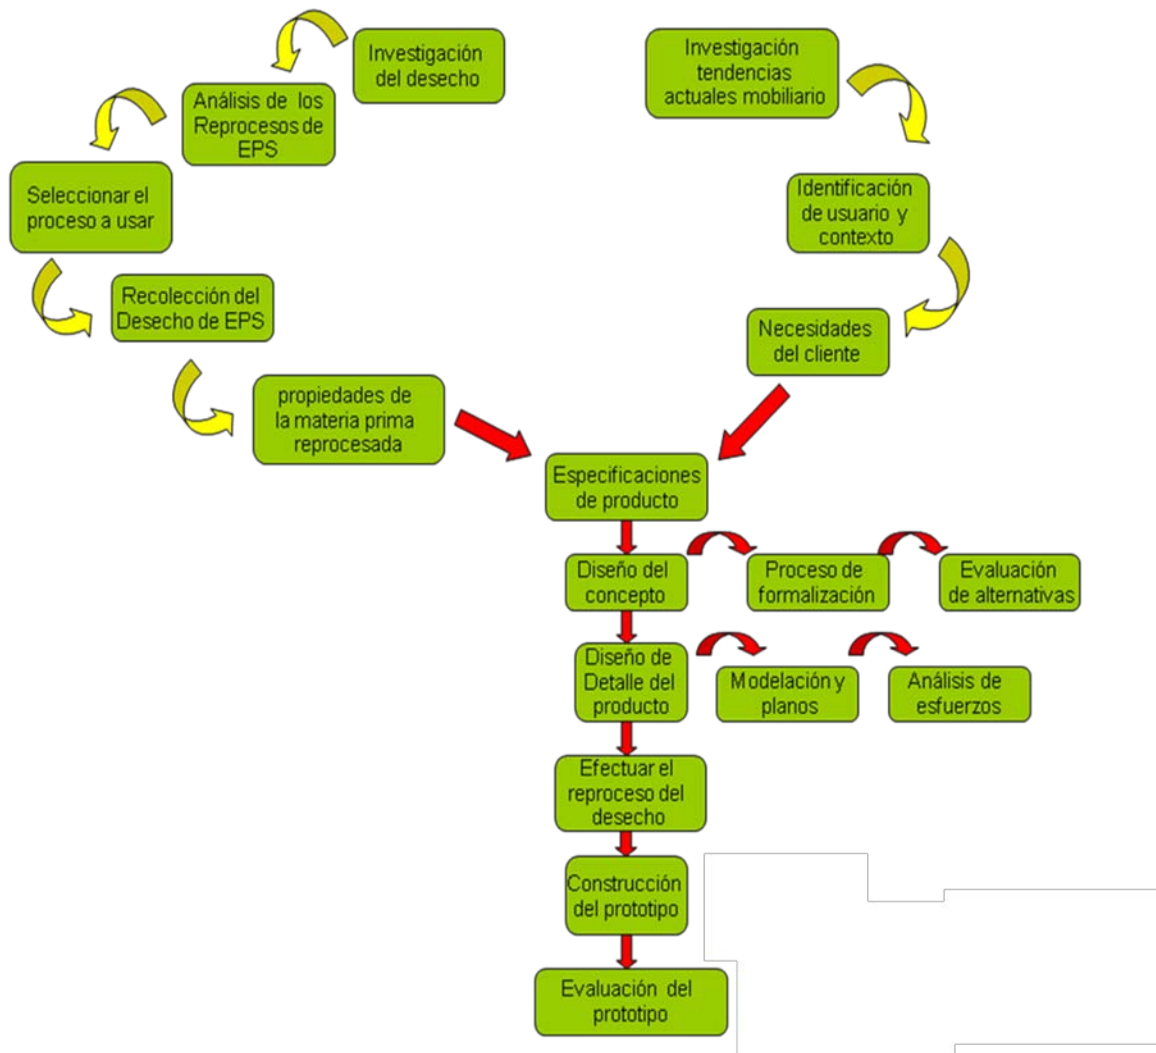 Investigación
del desecho
Investigación
tendencias
actuales mobiliario
Análisis de los
Reprocesos de
EPS
Seleccionar el
proceso a usar
Identificación
de usuario y
contexto
Recolección del
Desecho de EPS
Necesidades
del cliente
propiedades de
la materia prima
reprocesada
Especificaciones
de producto
Diseño del
concepto
Proceso de
formalización
Evaluación
de alternativas
Diseño de
Detalle del
producto
Modelación y
planos
Análisis de
esfuerzos
Efectuar el
reproceso del
desecho
Construcción
del prototipo
Evaluación del
prototipo